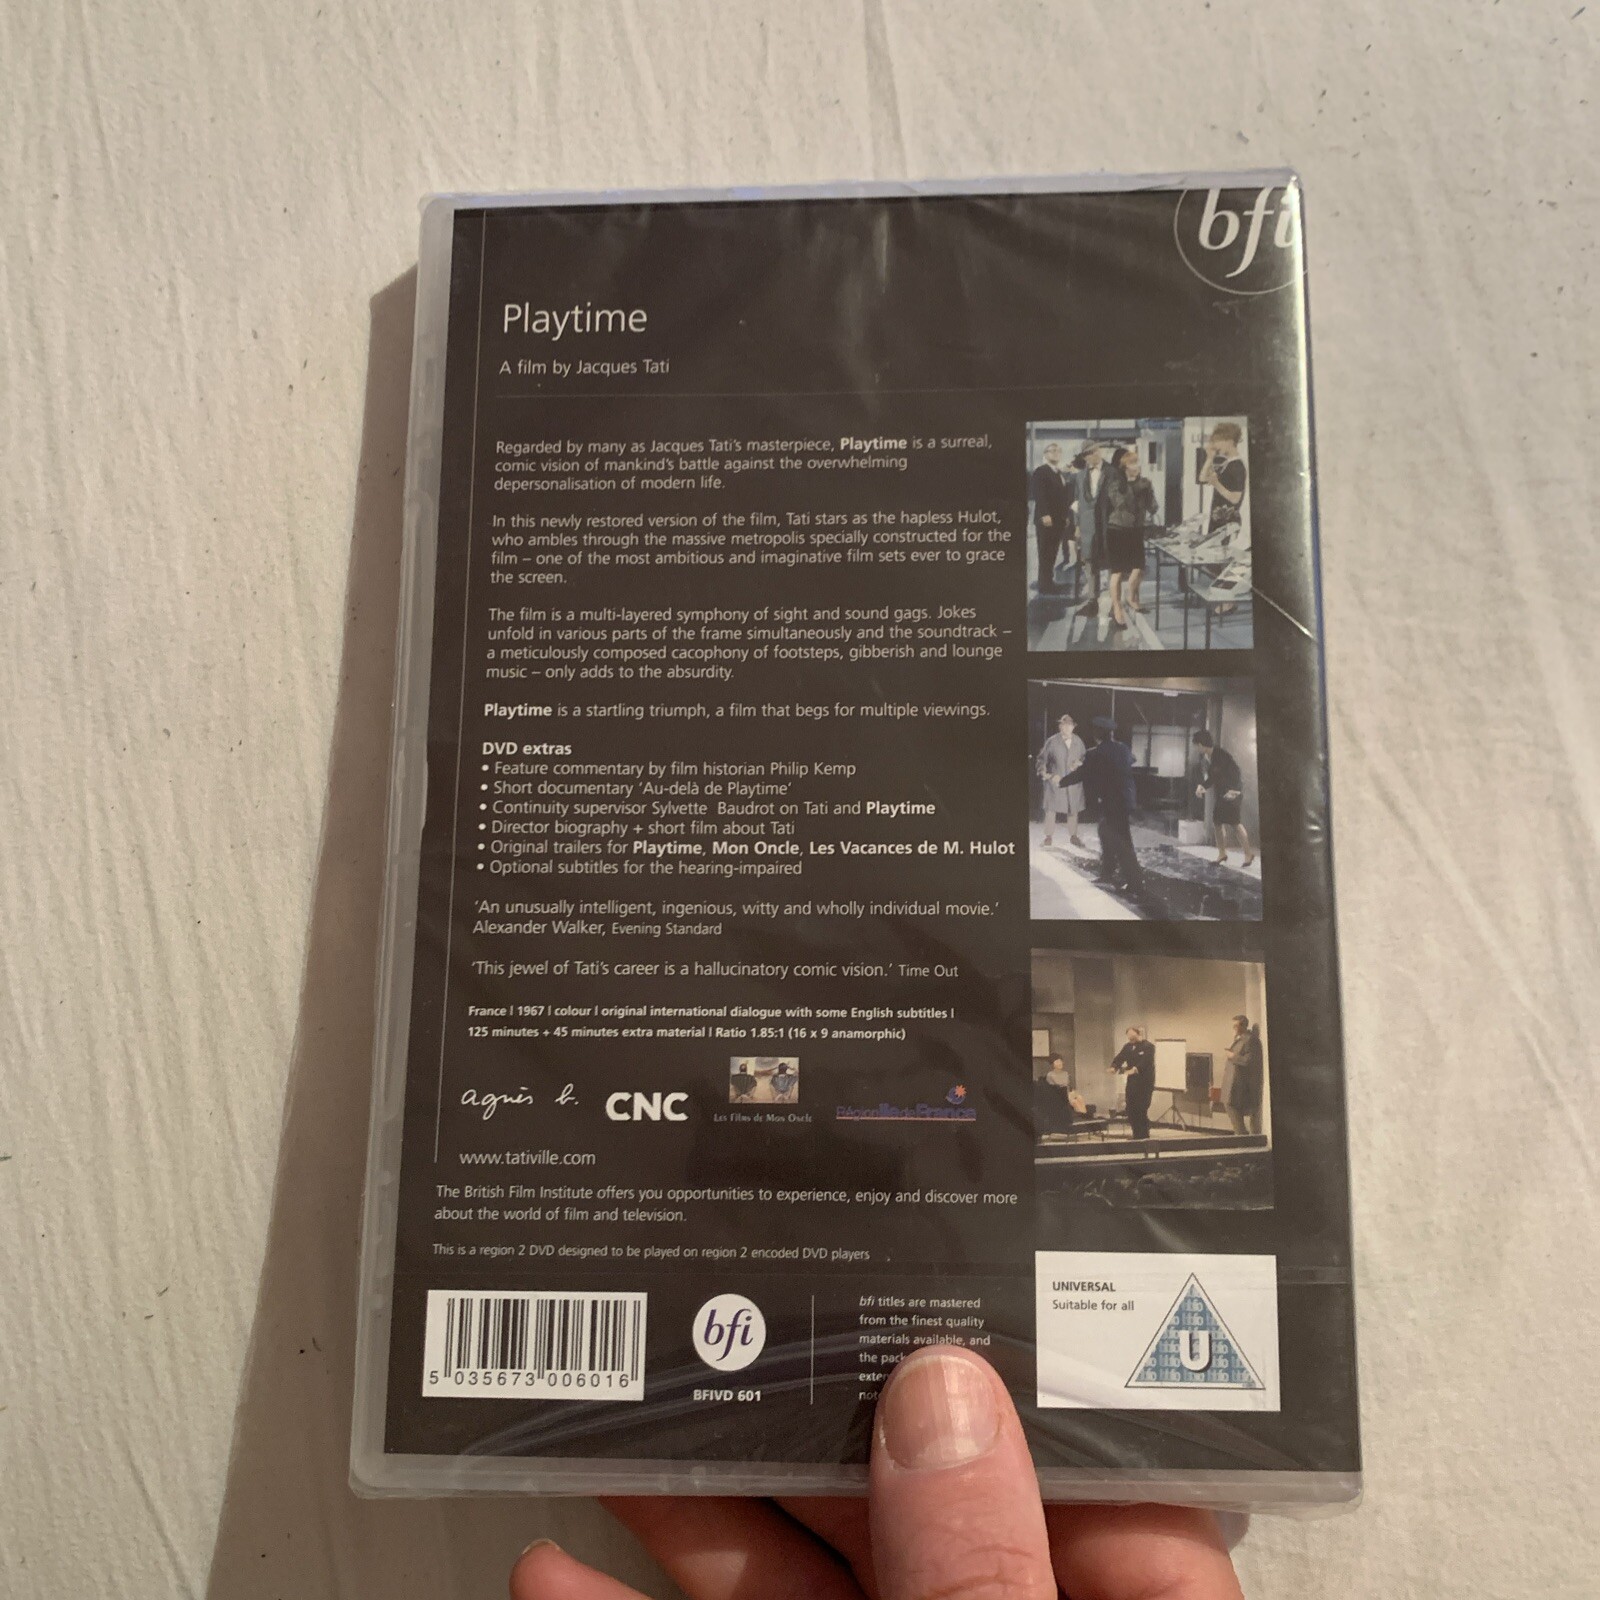 bfi
Playtime
A film by Jacques Tati
Regarded by many as Jacques Tati's masterpiece, Playtime is a surreal,
comic vision of mankind's battle against the overwhelming
depersonalisation of modern life.
In this newly restored version of the film, Tati stars as the hapless Hulot,
who ambles through the massive metropolis specially constructed for the
film – one of the most ambitious and imaginative film sets ever to grace
the screen.
The film is a multi-layered symphony of sight and sound gags. Jokes
unfold in various parts of the frame simultaneously and the soundtrack –
a meticulously composed cacophony of footsteps, gibberish and lounge
music – only adds to the absurdity.
Playtime is a startling triumph, a film that begs for multiple viewings.
DVD extras
• Feature commentary by film historian Philip Kemp
• Short documentary 'Au-delà de Playtime'
• Continuity supervisor Sylvette Baudrot on Tati and Playtime
• Director biography + short film about Tati
• Original trailers for Playtime, Mon Oncle, Les Vacances de M. Hulot
• Optional subtitles for the hearing-impaired
'An unusually intelligent, ingenious, witty and wholly individual movie.'
Alexander Walker, Evening Standard
'This jewel of Tati's career is a hallucinatory comic vision.' Time Out
France | 1967 | colour | original international dialogue with some English subtitles |
125 minutes + 45 minutes extra material | Ratio 1.85:1 (16 x 9 anamorphic)
agnès b. CNC
Les Films de Mon Oncle
Région Ile de France
www.tativille.com
The British Film Institute offers you opportunities to experience, enjoy and discover more
about the world of film and television.
This is a region 2 DVD designed to be played on region 2 encoded DVD players
5 035673 006016
bfi
BFIVD 601
bfi titles are mastered
from the finest quality
materials available, and
the
UNIVERSAL
Suitable for all
U